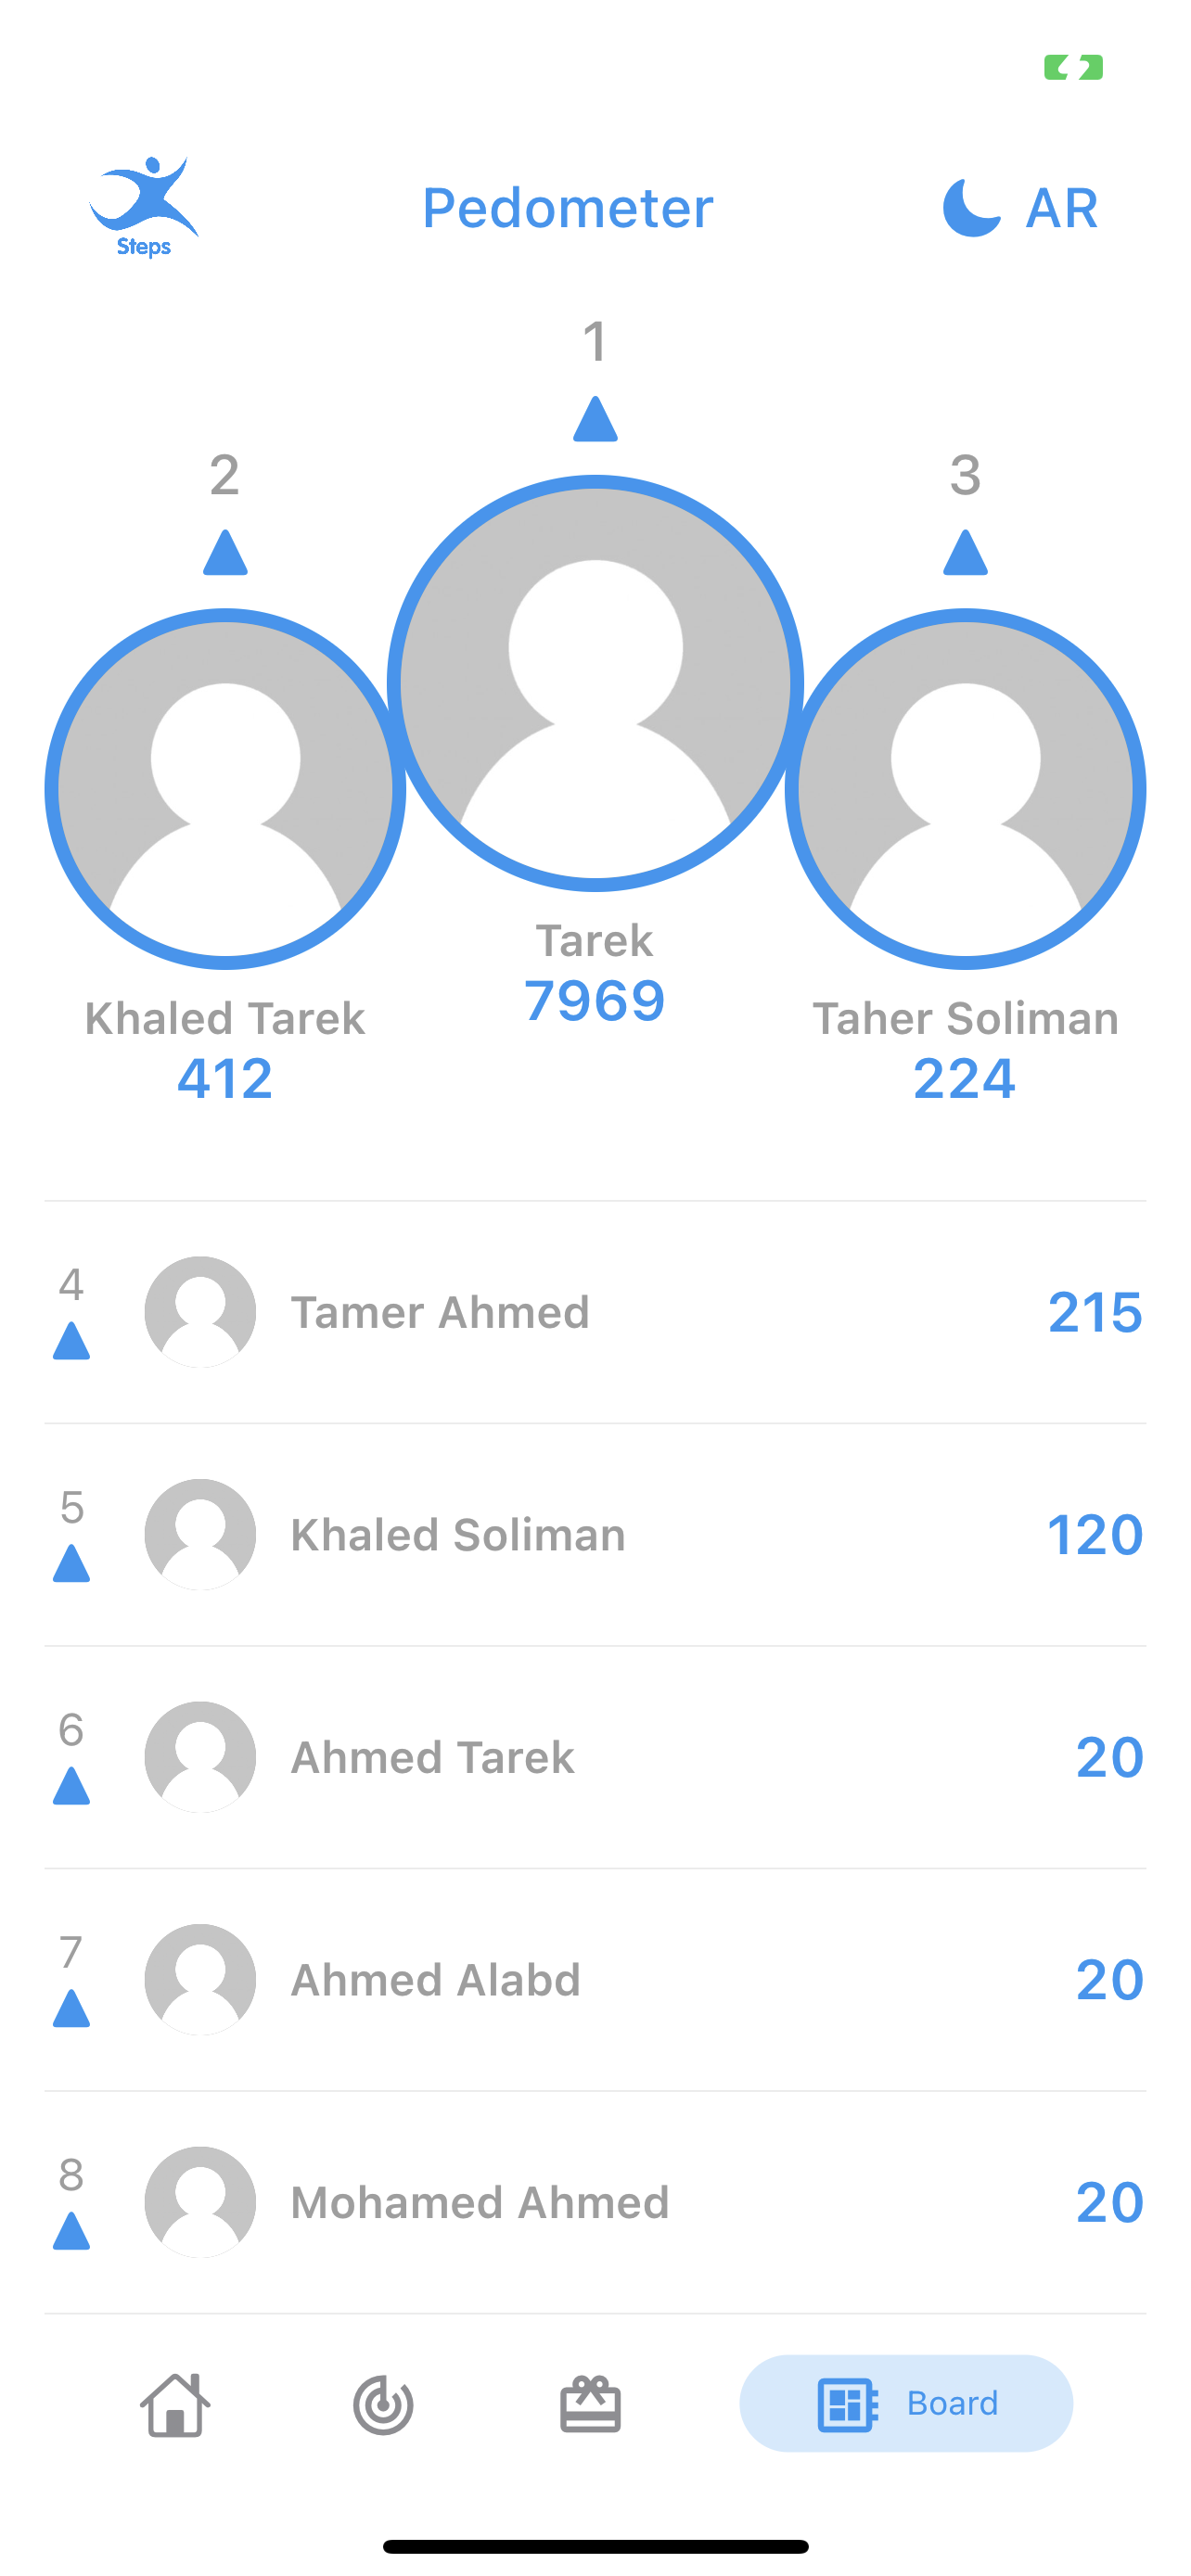 Steps
Pedometer
AR
1
2
3
Tarek
7969
Khaled Tarek
412
Taher Soliman
224
4
Tamer Ahmed
215
5
Khaled Soliman
120
6
Ahmed Tarek
20
7
Ahmed Alabd
20
8
Mohamed Ahmed
20
Board